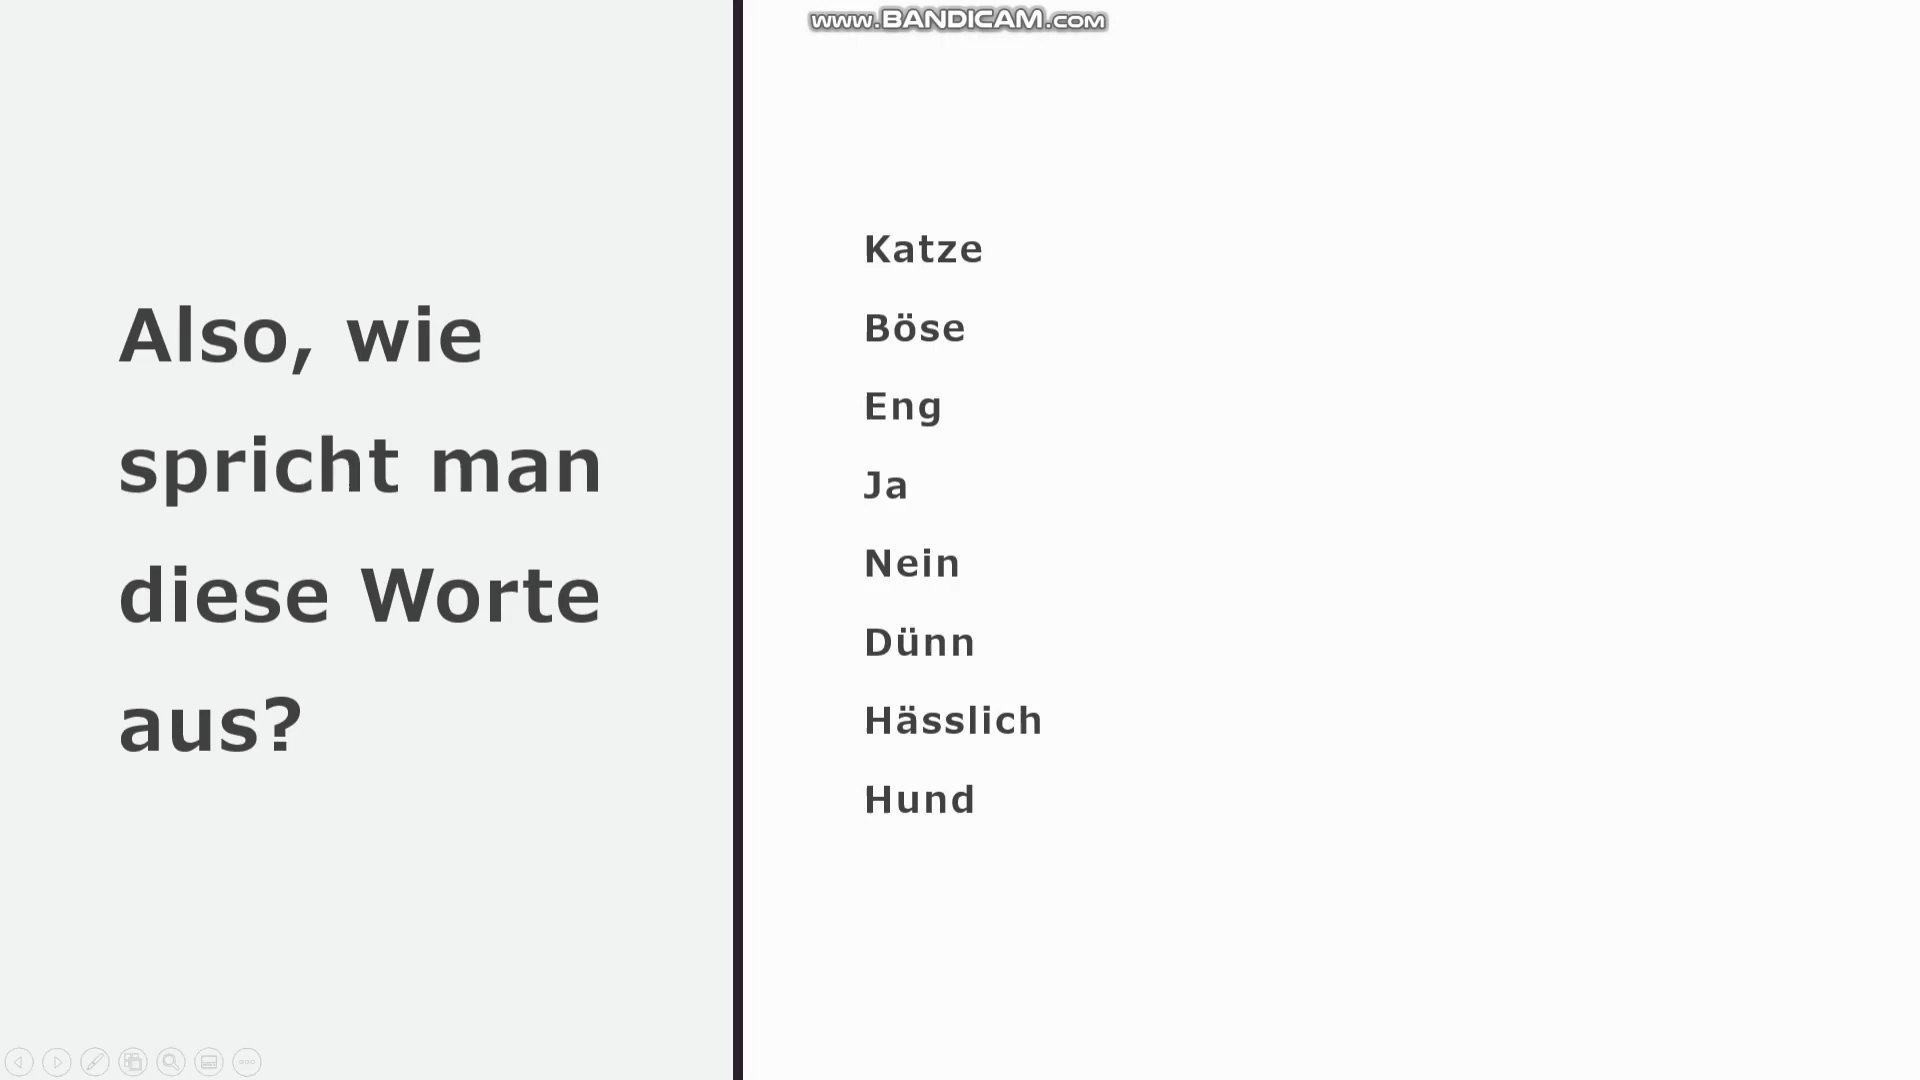 www.BANDICAM.com
Also, wie
spricht man
diese Worte
aus?
Katze
Böse
Eng
Ja
Nein
Dünn
Hässlich
Hund